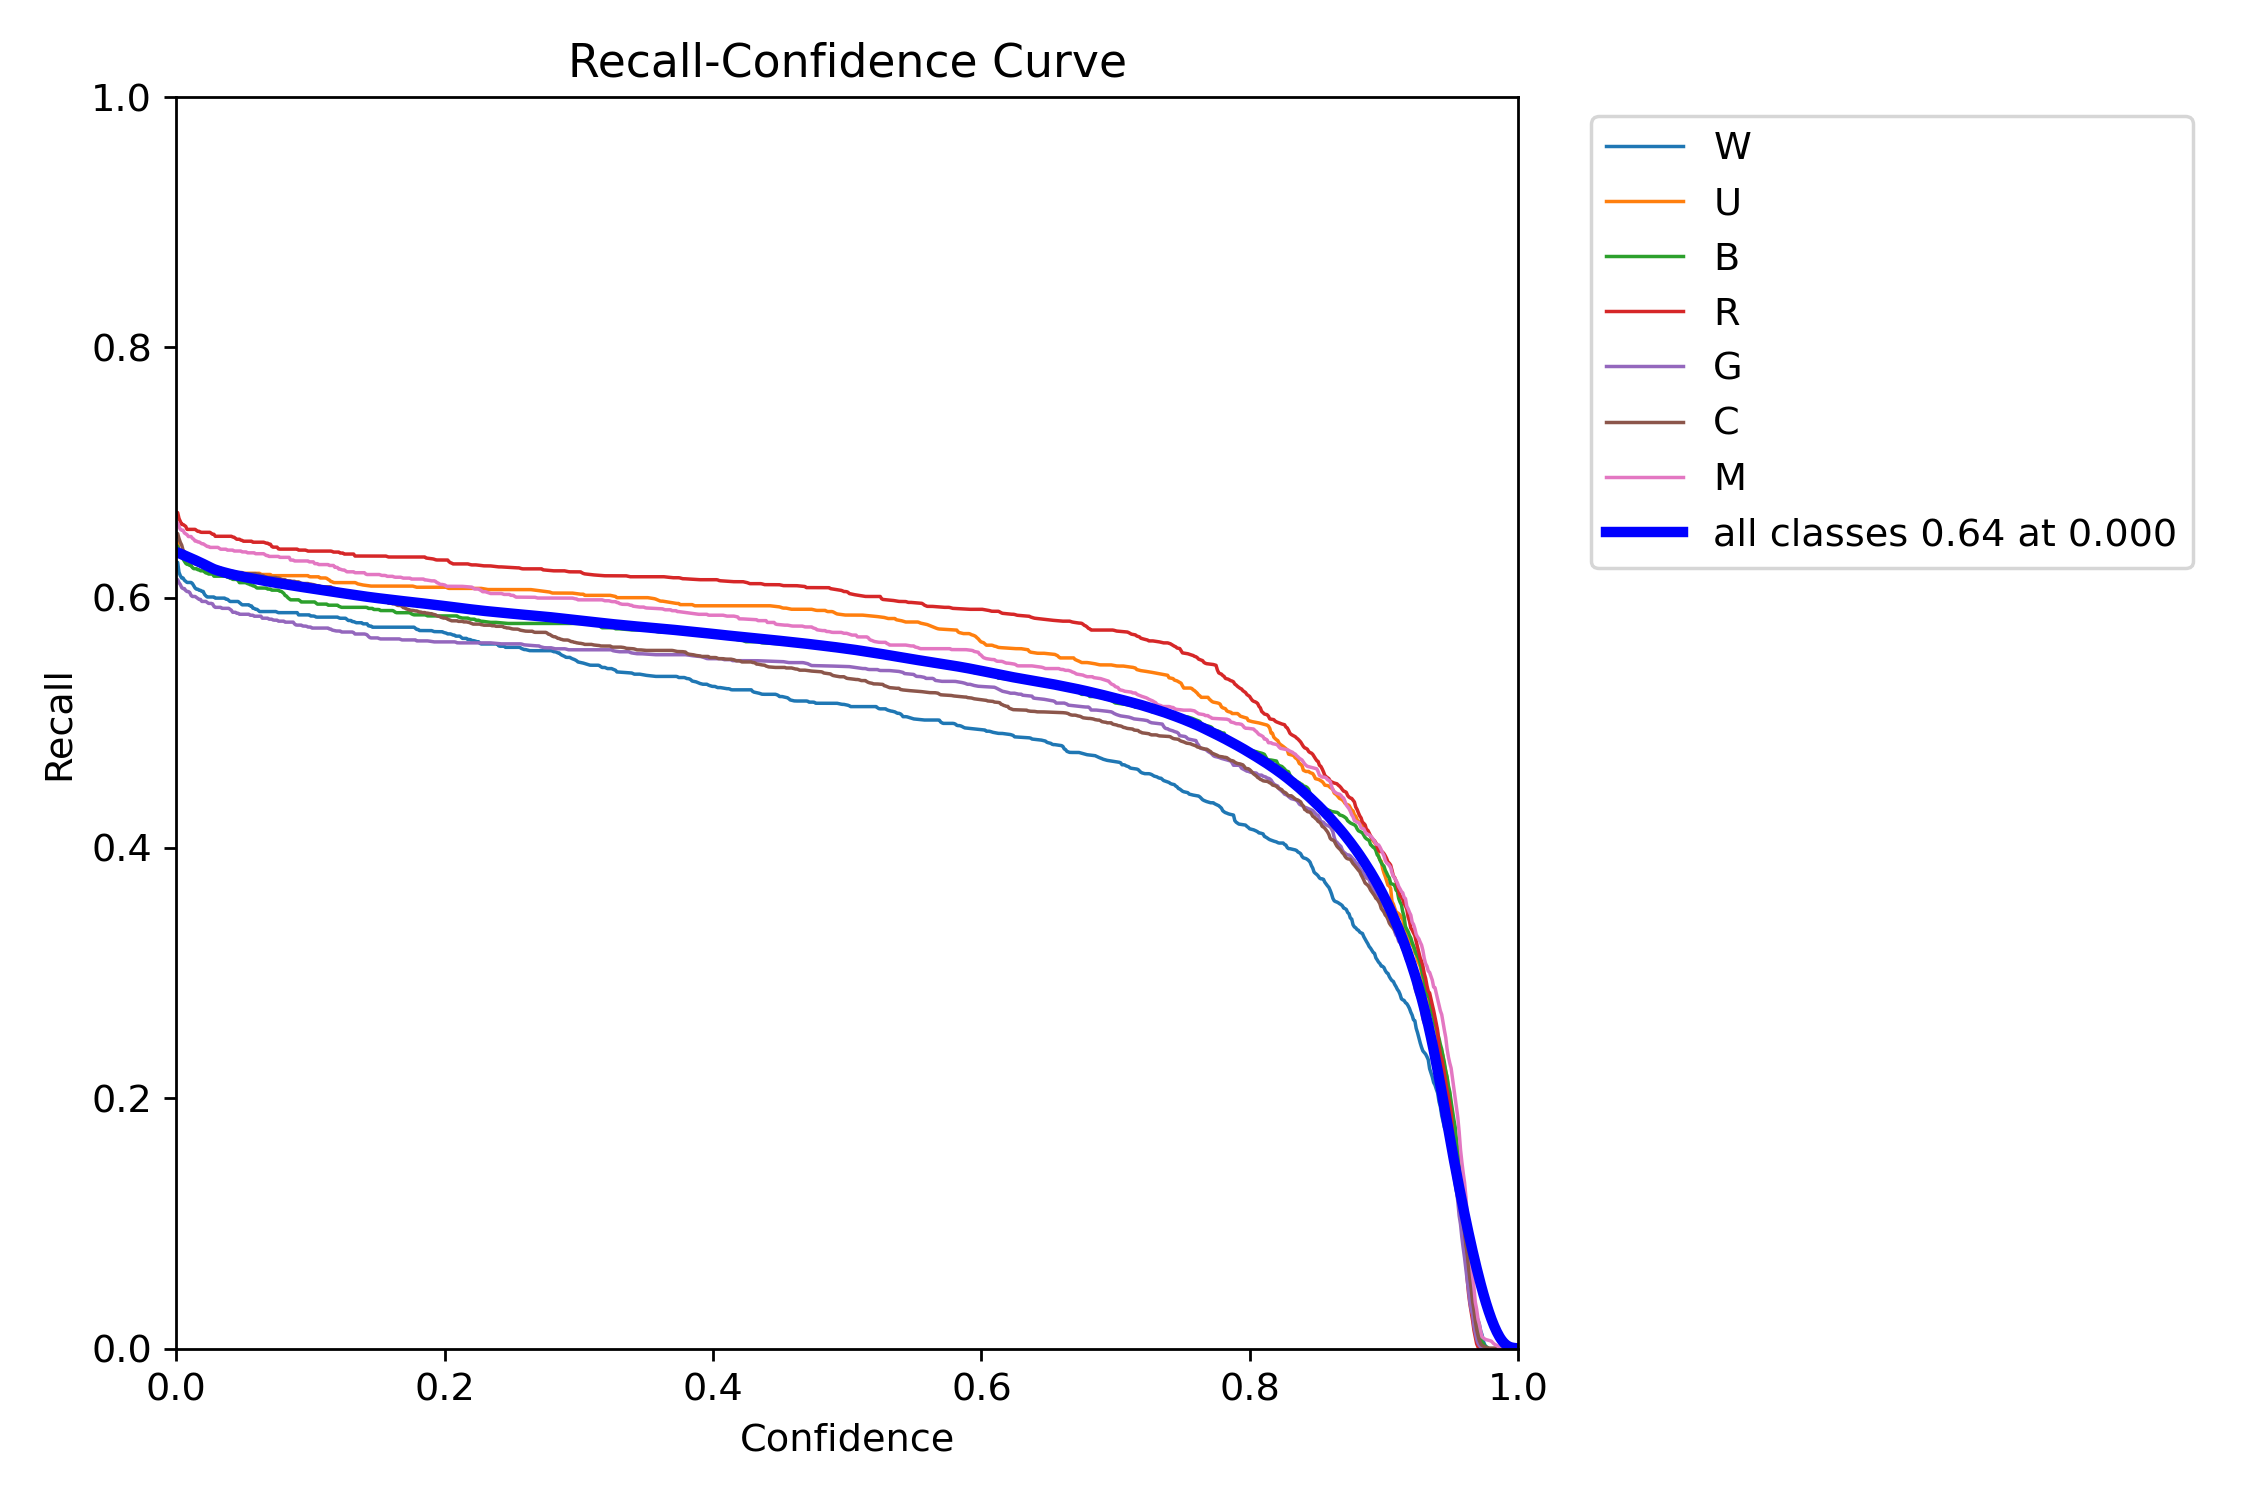 Recall-Confidence Curve
1.0
0.8
0.6
0.4
0.2
0.0
Recall
0.0 0.2 0.4 0.6 0.8 1.0
Confidence
W
U
B
R
G
C
M
all classes 0.64 at 0.000